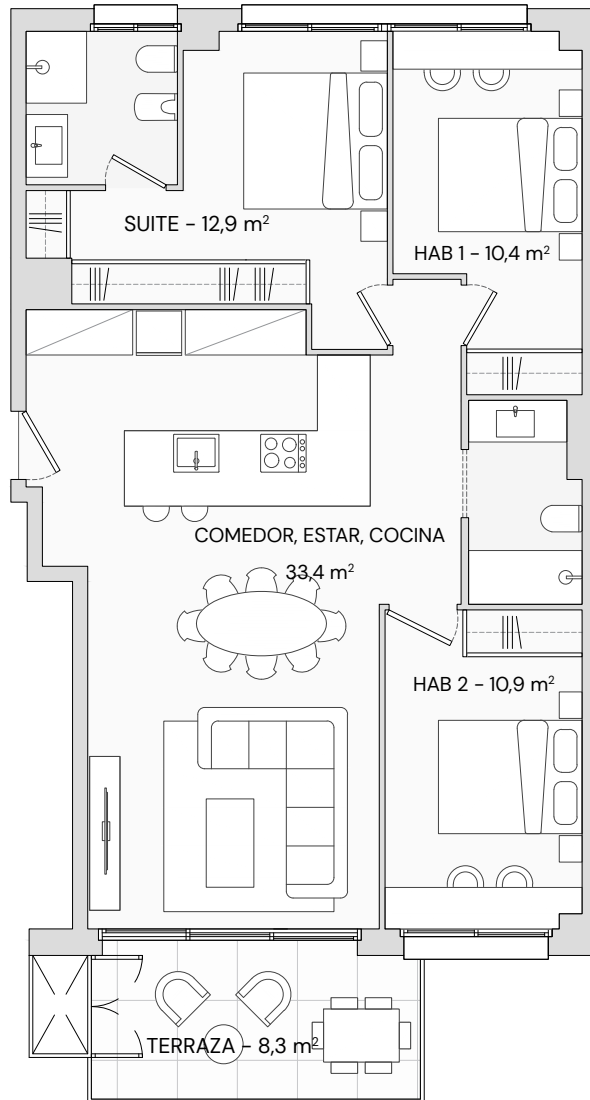 SUITE - 12,9 m²
HAB 1 - 10,4 m²
COMEDOR, ESTAR, COCINA
33,4 m²
HAB 2 - 10,9 m²
TERRAZA - 8,3 m²